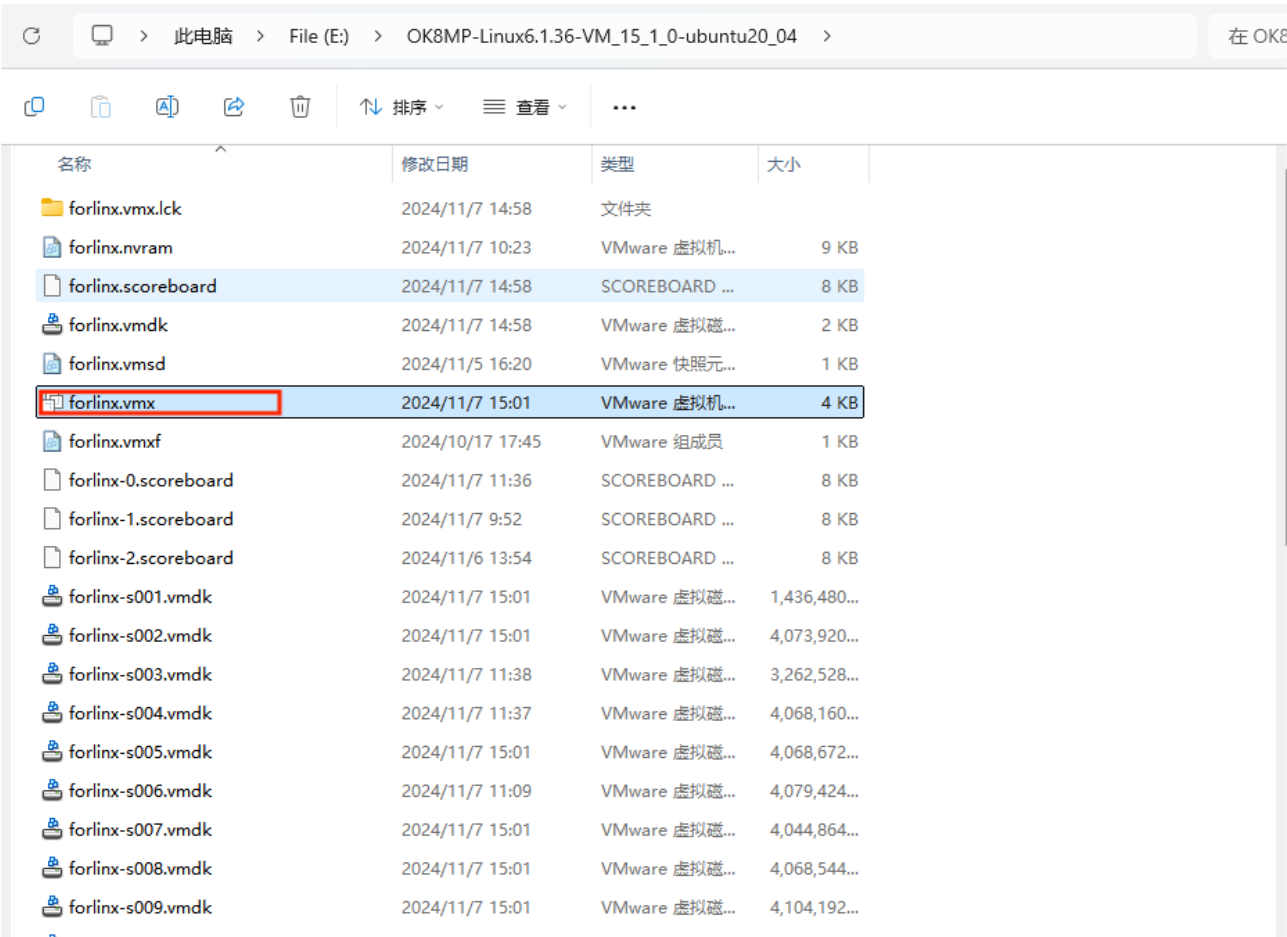 此电脑 > File (E:) > OK8MP-Linux6.1.36-VM_15_1_0-ubuntu20_04 > 在 OK8
排序 查看 ...
名称 修改日期 类型 大小
forlinx.vmx.lck 2024/11/7 14:58 文件夹
forlinx.nvram 2024/11/7 10:23 VMware 虚拟机... 9 KB
forlinx.scoreboard 2024/11/7 14:58 SCOREBOARD ... 8 KB
forlinx.vmdk 2024/11/7 14:58 VMware 虚拟磁... 2 KB
forlinx.vmsd 2024/11/5 16:20 VMware 快照元... 1 KB
forlinx.vmx 2024/11/7 15:01 VMware 虚拟机... 4 KB
forlinx.vmxf 2024/10/17 17:45 VMware 组成员 1 KB
forlinx-0.scoreboard 2024/11/7 11:36 SCOREBOARD ... 8 KB
forlinx-1.scoreboard 2024/11/7 9:52 SCOREBOARD ... 8 KB
forlinx-2.scoreboard 2024/11/6 13:54 SCOREBOARD ... 8 KB
forlinx-s001.vmdk 2024/11/7 15:01 VMware 虚拟磁... 1,436,480...
forlinx-s002.vmdk 2024/11/7 15:01 VMware 虚拟磁... 4,073,920...
forlinx-s003.vmdk 2024/11/7 11:38 VMware 虚拟磁... 3,262,528...
forlinx-s004.vmdk 2024/11/7 11:37 VMware 虚拟磁... 4,068,160...
forlinx-s005.vmdk 2024/11/7 15:01 VMware 虚拟磁... 4,068,672...
forlinx-s006.vmdk 2024/11/7 11:09 VMware 虚拟磁... 4,079,424...
forlinx-s007.vmdk 2024/11/7 15:01 VMware 虚拟磁... 4,044,864...
forlinx-s008.vmdk 2024/11/7 15:01 VMware 虚拟磁... 4,068,544...
forlinx-s009.vmdk 2024/11/7 15:01 VMware 虚拟磁... 4,104,192...